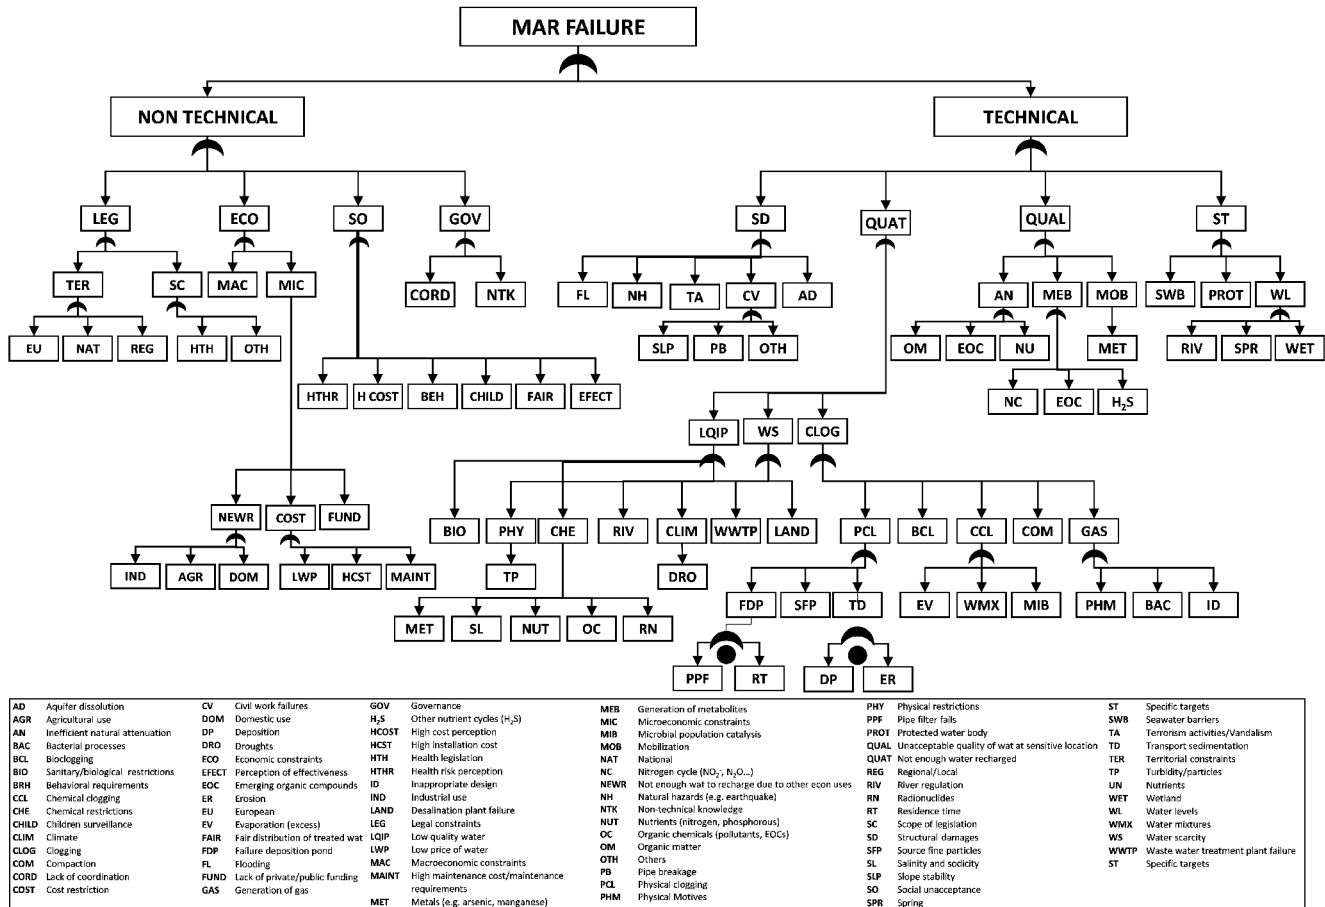 MAR FAILURE
NON TECHNICAL TECHNICAL
LEG ECO SO GOV SD QUAT QUAL ST
TER SC MAC MIC CORD NTK FL NH TA CV AD AN MEB MOB SWB PROT WL
EU NAT REG HTH OTH SLP PB OTH OM EOC NU MET RIV SPR WET
HTHR H COST BEH CHILD FAIR EFECT NC EOC H₂S
LQIP WS CLOG
NEWR COST FUND BIO PHY CHE RIV CLIM WWTP LAND PCL BCL CCL COM GAS
IND AGR DOM LWP HCST MAINT TP DRO
FDP SFP TD EV WMX MIB PHM BAC ID
MET SL NUT OC RN
PPF RT DP ER
AD Aquifer dissolution
AGR Agricultural use
AN Inefficient natural attenuation
BAC Bacterial processes
BCL Bioclogging
BIO Sanitary/biological restrictions
BRH Behavioral requirements
CCL Chemical clogging
CHE Chemical restrictions
CHILD Children surveillance
CLIM Climate
CLOG Clogging
COM Compaction
CORD Lack of coordination
COST Cost restriction
CV Civil work failures
DOM Domestic use
DP Deposition
DRO Droughts
ECO Economic constraints
EFECT Perception of effectiveness
EOC Emerging organic compounds
ER Erosion
EU European
EV Evaporation (excess)
FAIR Fair distribution of treated wat
FDP Failure deposition pond
FL Flooding
FUND Lack of private/public funding
GAS Generation of gas
GOV Governance
H₂S Other nutrient cycles (H₂S)
HCOST High cost perception
HCST High installation cost
HTH Health legislation
HTHR Health risk perception
ID Inappropriate design
IND Industrial use
LAND Desalination plant failure
LEG Legal constraints
LQIP Low quality water
LWP Low price of water
MAC Macroeconomic constraints
MAINT High maintenance cost/maintenance
requirements
MET Metals (e.g. arsenic, manganese)
MEB Generation of metabolites
MIC Microeconomic constraints
MIB Microbial population catalysis
MOB Mobilization
NAT National
NC Nitrogen cycle (NO₂⁻, N₂O...)
NEWR Not enough wat to recharge due to other econ uses
NH Natural hazards (e.g. earthquake)
NTK Non-technical knowledge
NUT Nutrients (nitrogen, phosphorous)
OC Organic chemicals (pollutants, EOCs)
OM Organic matter
OTH Others
PB Pipe breakage
PCL Physical clogging
PHM Physical Motives
PHY Physical restrictions
PPF Pipe filter fails
PROT Protected water body
QUAL Unacceptable quality of wat at sensitive location
QUAT Not enough water recharged
REG Regional/Local
RIV River regulation
RN Radionuclides
RT Residence time
SC Scope of legislation
SD Structural damages
SFP Source fine particles
SL Salinity and sodicity
SLP Slope stability
SO Social unacceptance
SPR Spring
ST Specific targets
SWB Seawater barriers
TA Terrorism activities/Vandalism
TD Transport sedimentation
TER Territorial constraints
TP Turbidity/particles
UN Nutrients
WET Wetland
WL Water levels
WMX Water mixtures
WS Water scarcity
WWTP Waste water treatment plant failure
ST Specific targets